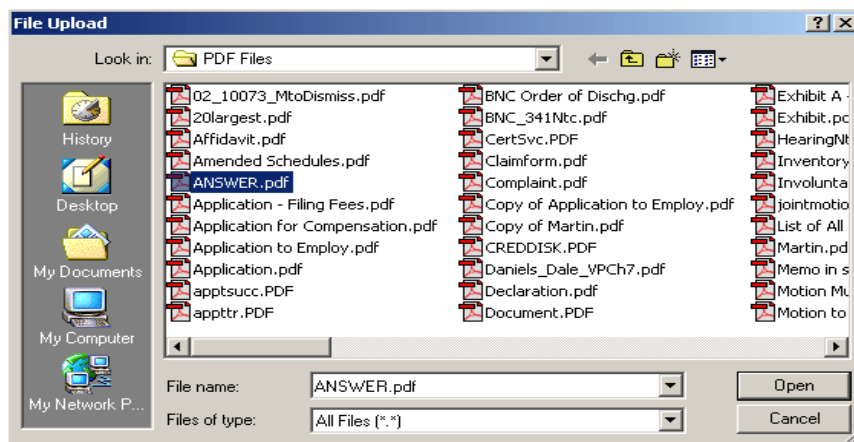 File Upload
Look in: PDF Files
History
Desktop
My Documents
My Computer
My Network P...
02_10073_MtoDismiss.pdf
20largest.pdf
Affidavit.pdf
Amended Schedules.pdf
ANSWER.pdf
Application - Filing Fees.pdf
Application for Compensation.pdf
Application to Employ.pdf
Application.pdf
apptsucc.PDF
appttr.PDF
BNC Order of Dischg.pdf
BNC_341Ntc.pdf
CertSvc.PDF
Claimform.pdf
Complaint.pdf
Copy of Application to Employ.pdf
Copy of Martin.pdf
CREDDISK.PDF
Daniels_Dale_VPCh7.pdf
Declaration.pdf
Document.PDF
Exhibit A -
Exhibit.pd
HearingNt
Inventory
Involunta
jointmotio
List of All
Martin.pd
Memo in s
Motion Mu
Motion to
File name: ANSWER.pdf Open
Files of type: All Files (*.*) Cancel